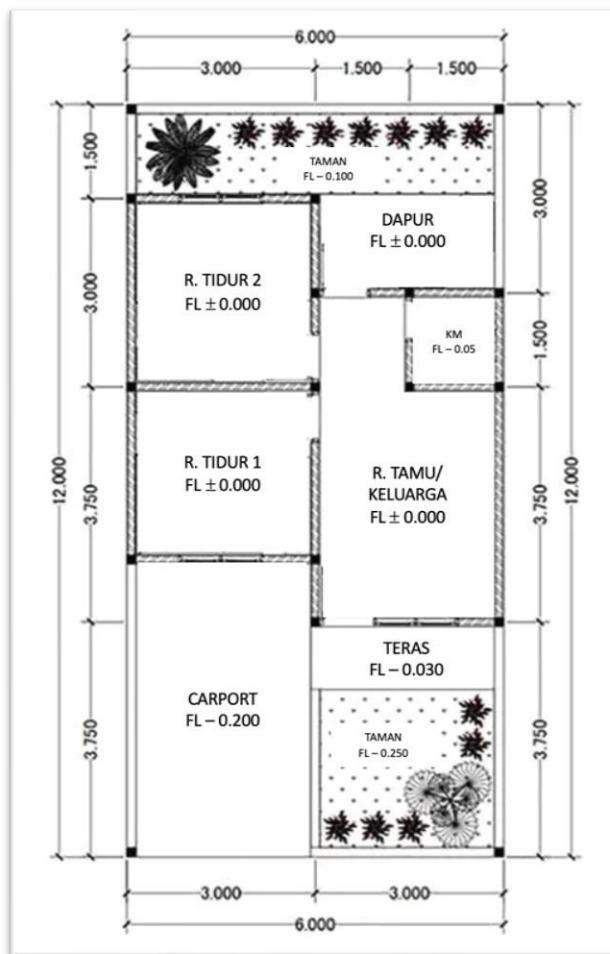 6.000
3.000
1.500
1.500
1.500
3.000
3.750
3.750
12.000
TAMAN
FL – 0.100
DAPUR
FL ± 0.000
R. TIDUR 2
FL ± 0.000
KM
FL – 0.05
R. TIDUR 1
FL ± 0.000
R. TAMU/
KELUARGA
FL ± 0.000
TERAS
FL – 0.030
CARPORT
FL – 0.200
TAMAN
FL – 0.250
3.000
1.500
3.750
3.750
12.000
3.000
3.000
6.000